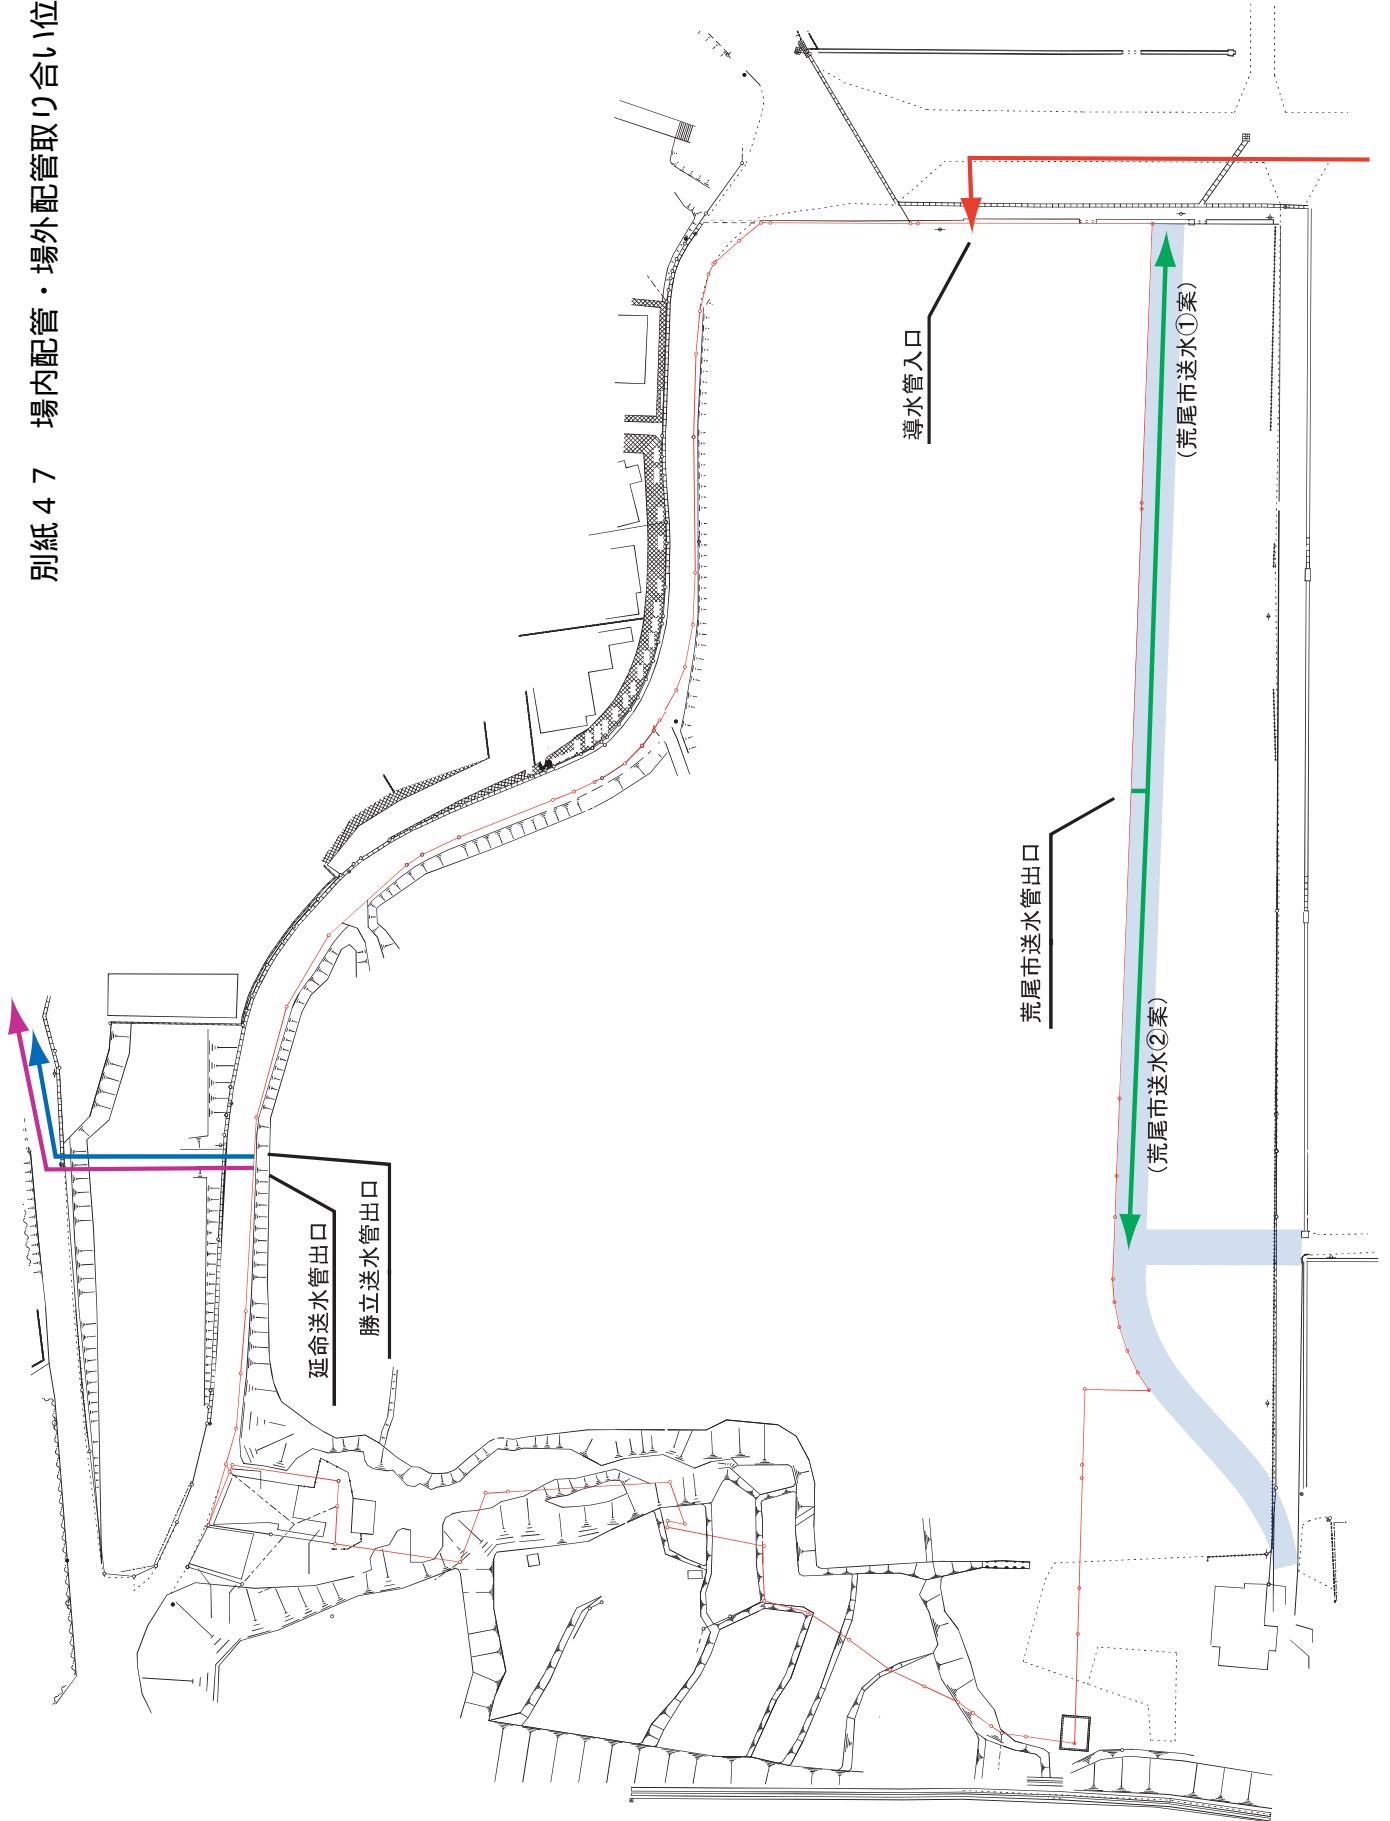 別紙47 場内配管・場外配管取り合い位
導水管入口
(荒尾市送水①案)
荒尾市送水管出口
(荒尾市送水②案)
勝立送水管出口
延命送水管出口